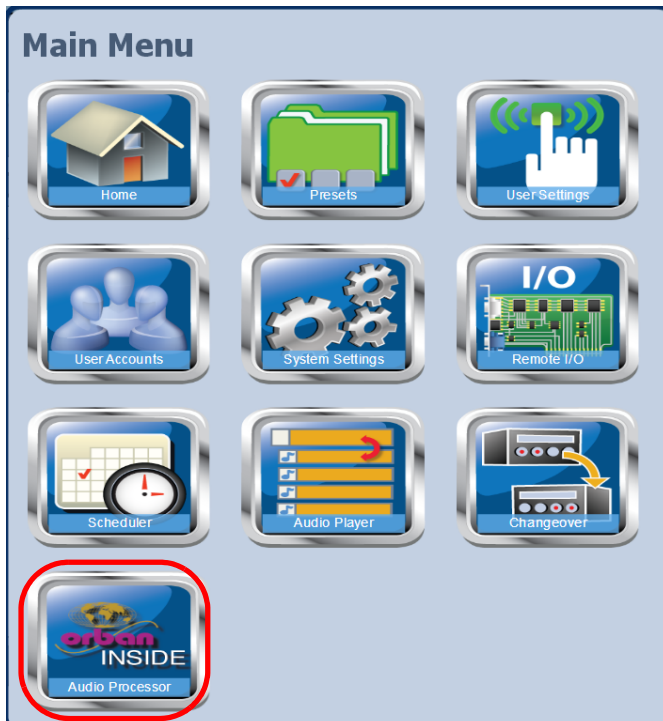 Main Menu
Home
Presets
User Settings
User Accounts
System Settings
I/O
Remote I/O
Scheduler
Audio Player
Changeover
orban
INSIDE
Audio Processor